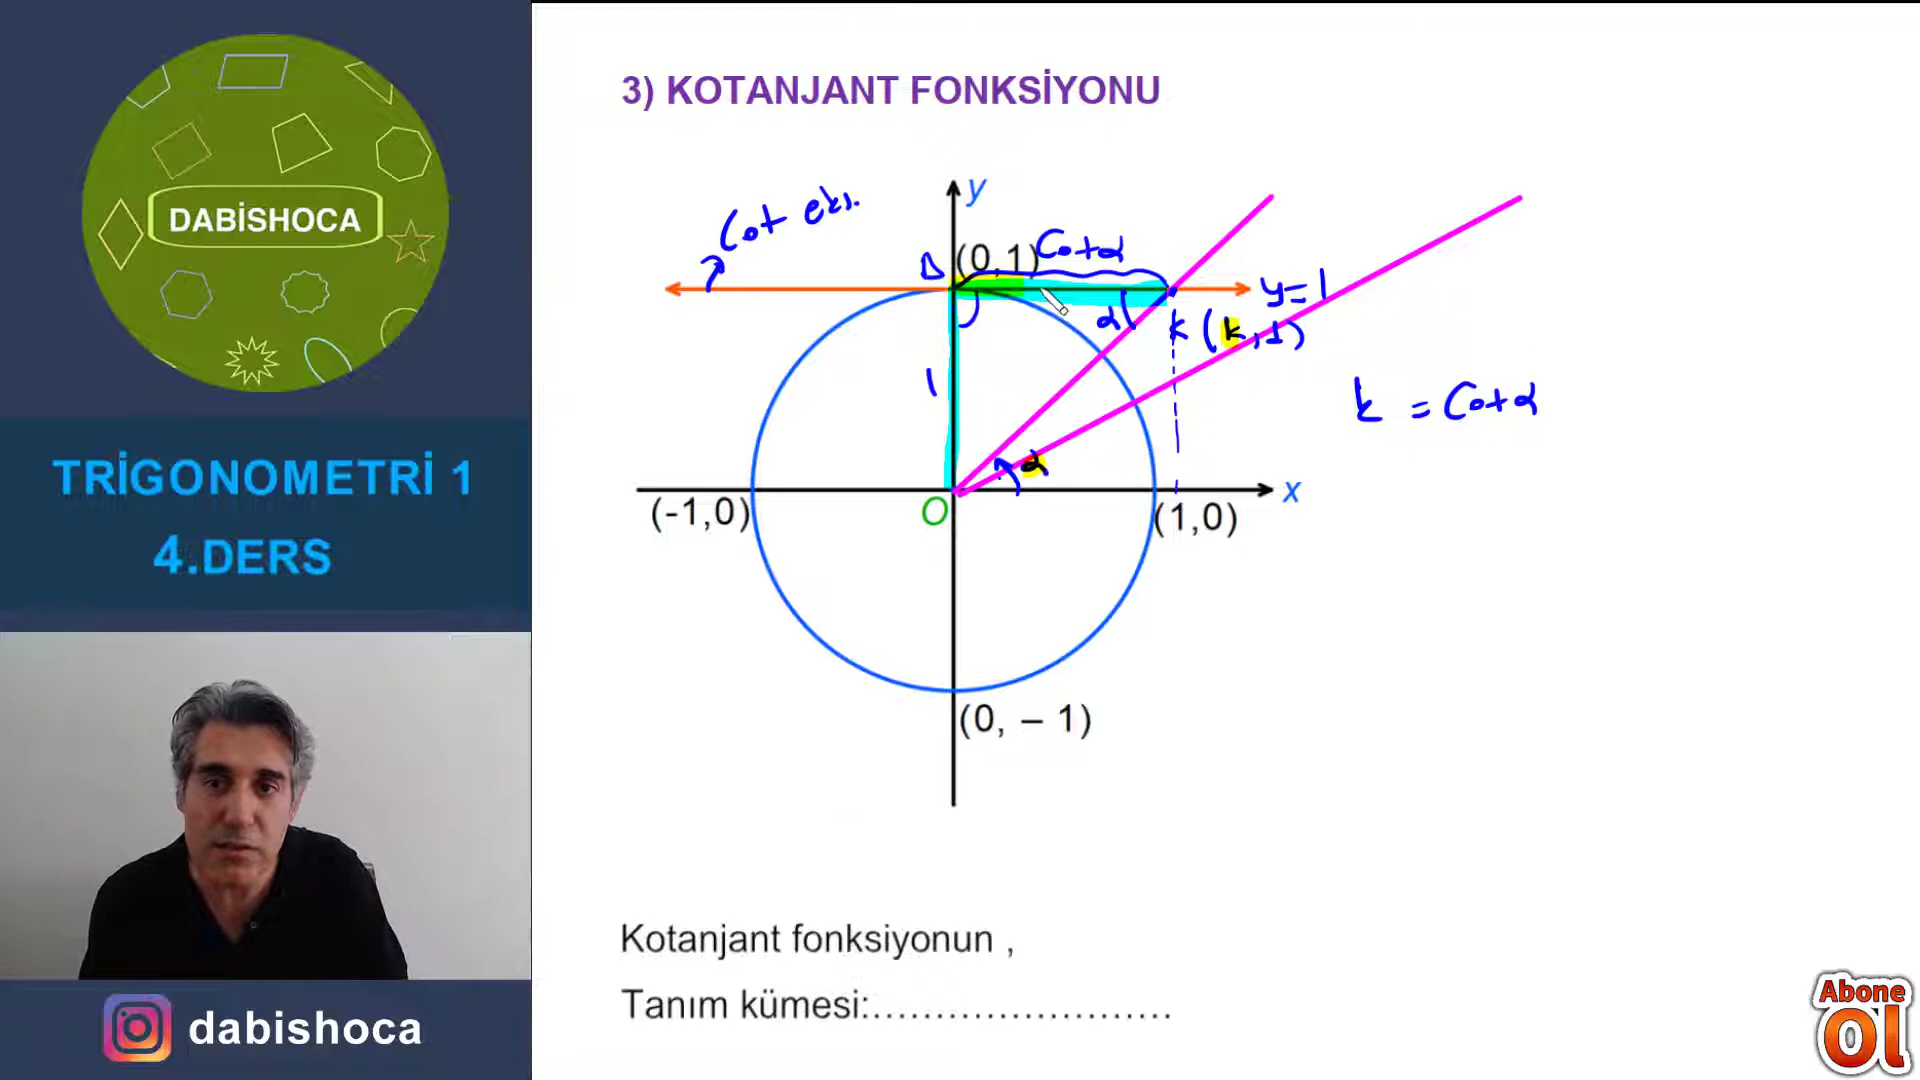 DABİSHOCA
TRİGONOMETRİ 1
4.DERS
dabishoca
3) KOTANJANT FONKSİYONU
y
Cot eks.
B
(0,1)
Cotα
y=1
α
k (k,1)
1
k = Cotα
α
(-1,0)
O
(1,0)
x
(0, – 1)
Kotanjant fonksiyonun ,
Tanım kümesi:........................
Abone
Ol